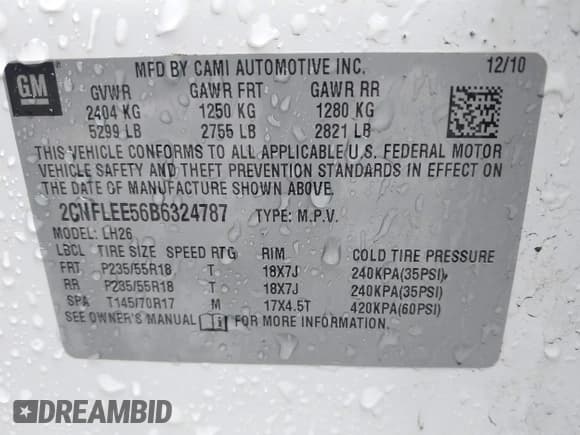 GM
MFD BY CAMI AUTOMOTIVE INC. 12/10
GVWR GAWR FRT GAWR RR
2404 KG 1250 KG 1280 KG
5299 LB 2755 LB 2821 LB
THIS VEHICLE CONFORMS TO ALL APPLICABLE U.S. FEDERAL MOTOR
VEHICLE SAFETY AND THEFT PREVENTION STANDARDS IN EFFECT ON
THE DATE OF MANUFACTURE SHOWN ABOVE.
2CNFLEE56B6324787 TYPE: M.P.V.
MODEL: LH26
LBCL TIRE SIZE SPEED RTG RIM COLD TIRE PRESSURE
FRT P235/55R18 T 18X7J 240KPA(35PSI)
RR P235/55R18 T 18X7J 240KPA(35PSI)
SPA T145/70R17 M 17X4.5T 420KPA(60PSI)
SEE OWNER'S MANUAL FOR MORE INFORMATION.
DREAMBID